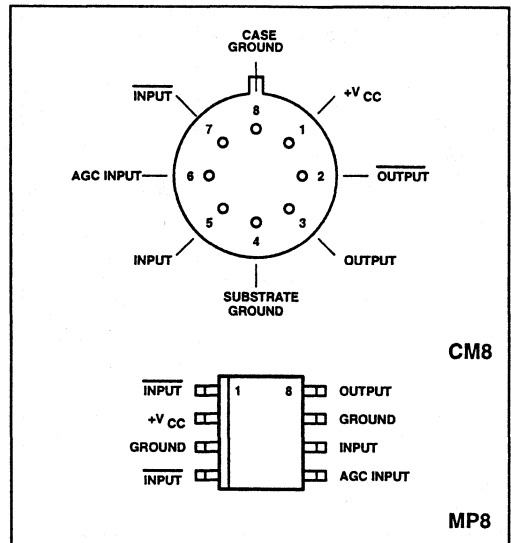 CASE
GROUND
INPUT
+VCC
8
7
1
AGC INPUT
6
2
OUTPUT
5
3
4
INPUT
OUTPUT
SUBSTRATE
GROUND
CM8
INPUT 1 8 OUTPUT
+VCC GROUND
GROUND INPUT
INPUT AGC INPUT
MP8